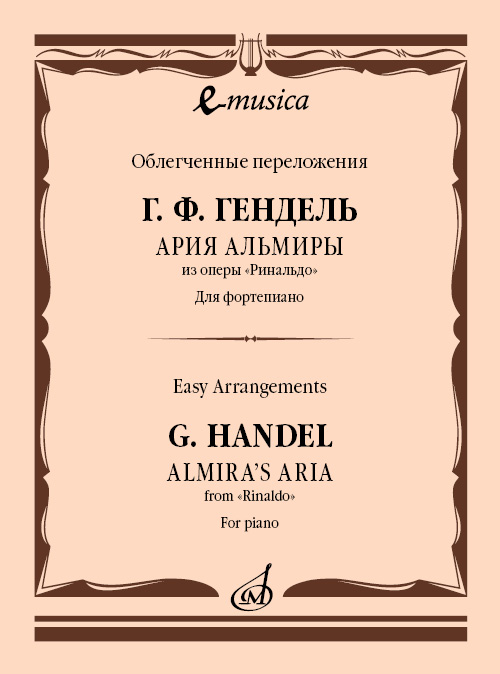 e-musica
Облегченные переложения
Г. Ф. ГЕНДЕЛЬ
АРИЯ АЛЬМИРЫ
из оперы «Ринальдо»
Для фортепиано
Easy Arrangements
G. HANDEL
ALMIRA’S ARIA
from «Rinaldo»
For piano